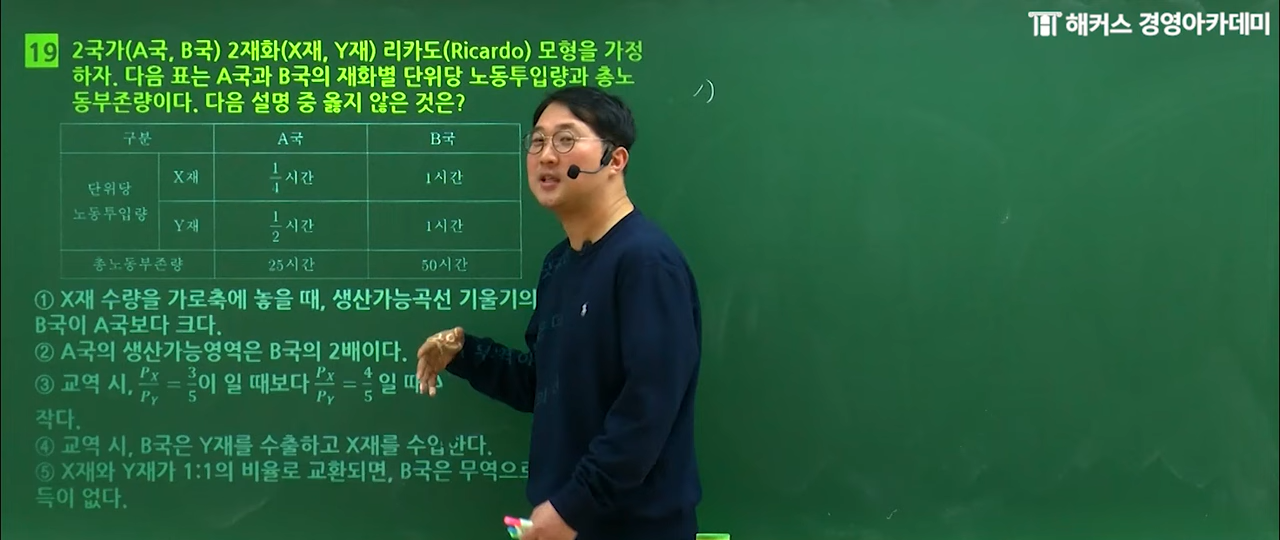 해커스 경영아카데미
19 2국가(A국, B국) 2재화(X재, Y재) 리카도(Ricardo) 모형을 가정
하자. 다음 표는 A국과 B국의 재화별 단위당 노동투입량과 총노
동부존량이다. 다음 설명 중 옳지 않은 것은?
1)
구분 A국 B국
단위당 노동투입량 X재 1/4시간 1시간
Y재 1/2시간 1시간
총노동부존량 25시간 50시간
① X재 수량을 가로축에 놓을 때, 생산가능곡선 기울기의
B국이 A국보다 크다.
② A국의 생산가능영역은 B국의 2배이다.
③ 교역 시, P_X/P_Y = 3/5이 일 때보다 P_X/P_Y = 4/5 일 때
작다.
④ 교역 시, B국은 Y재를 수출하고 X재를 수입한다.
⑤ X재와 Y재가 1:1의 비율로 교환되면, B국은 무역으로
득이 없다.